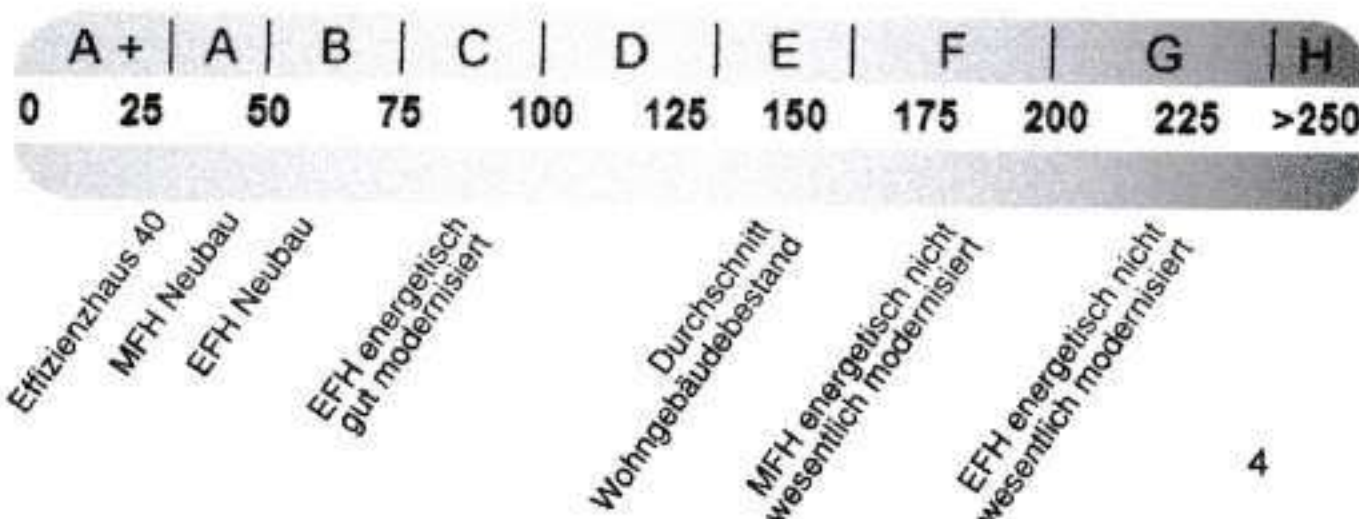 A + | A | B | C | D | E | F | G | H
0 25 50 75 100 125 150 175 200 225 >250
Effizienzhaus 40
MFH Neubau
EFH Neubau
EFH energetisch
gut modernisiert
Durchschnitt
Wohngebäudebestand
MFH energetisch nicht
wesentlich modernisiert
EFH energetisch nicht
wesentlich modernisiert
4